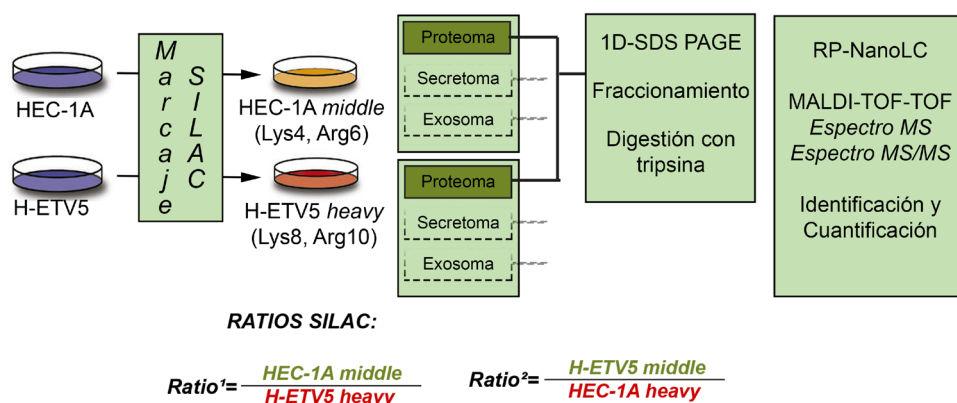 HEC-1A
H-ETV5
Marcaje
SILAC
HEC-1A middle
(Lys4, Arg6)
H-ETV5 heavy
(Lys8, Arg10)
Proteoma
Secretoma
Exosoma
Proteoma
Secretoma
Exosoma
1D-SDS PAGE
Fraccionamiento
Digestión con
tripsina
RP-NanoLC
MALDI-TOF-TOF
Espectro MS
Espectro MS/MS
Identificación y
Cuantificación
RATIOS SILAC:
Ratio¹= HEC-1A middle
H-ETV5 heavy
Ratio²= H-ETV5 middle
HEC-1A heavy